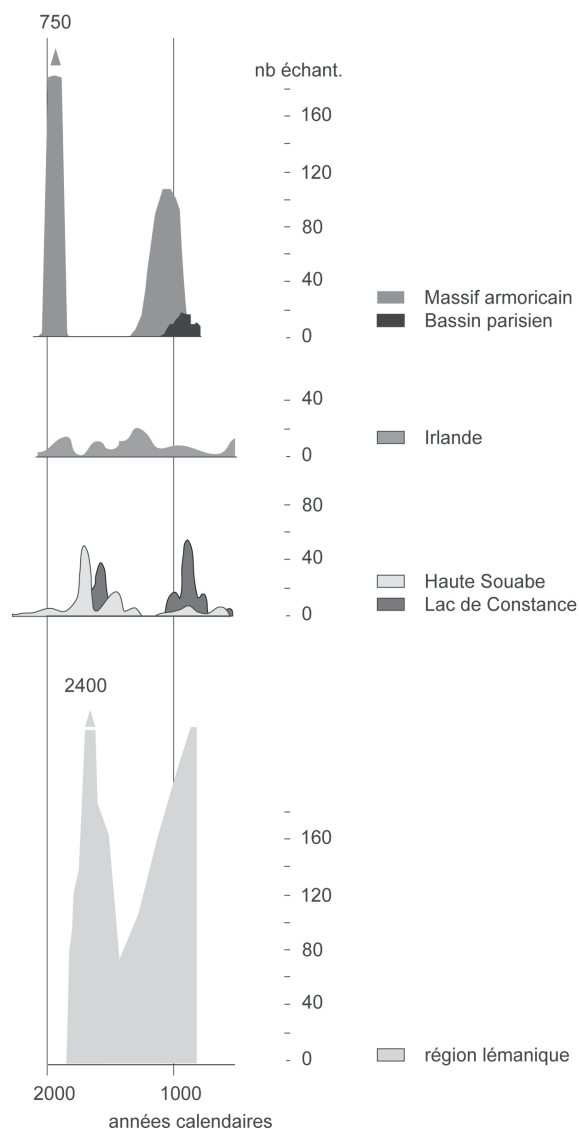 750
nb échant.
160
120
80
40
0
Massif armoricain
Bassin parisien
40
0
Irlande
80
40
0
Haute Souabe
Lac de Constance
2400
160
120
80
40
0
région lémanique
2000 1000
années calendaires